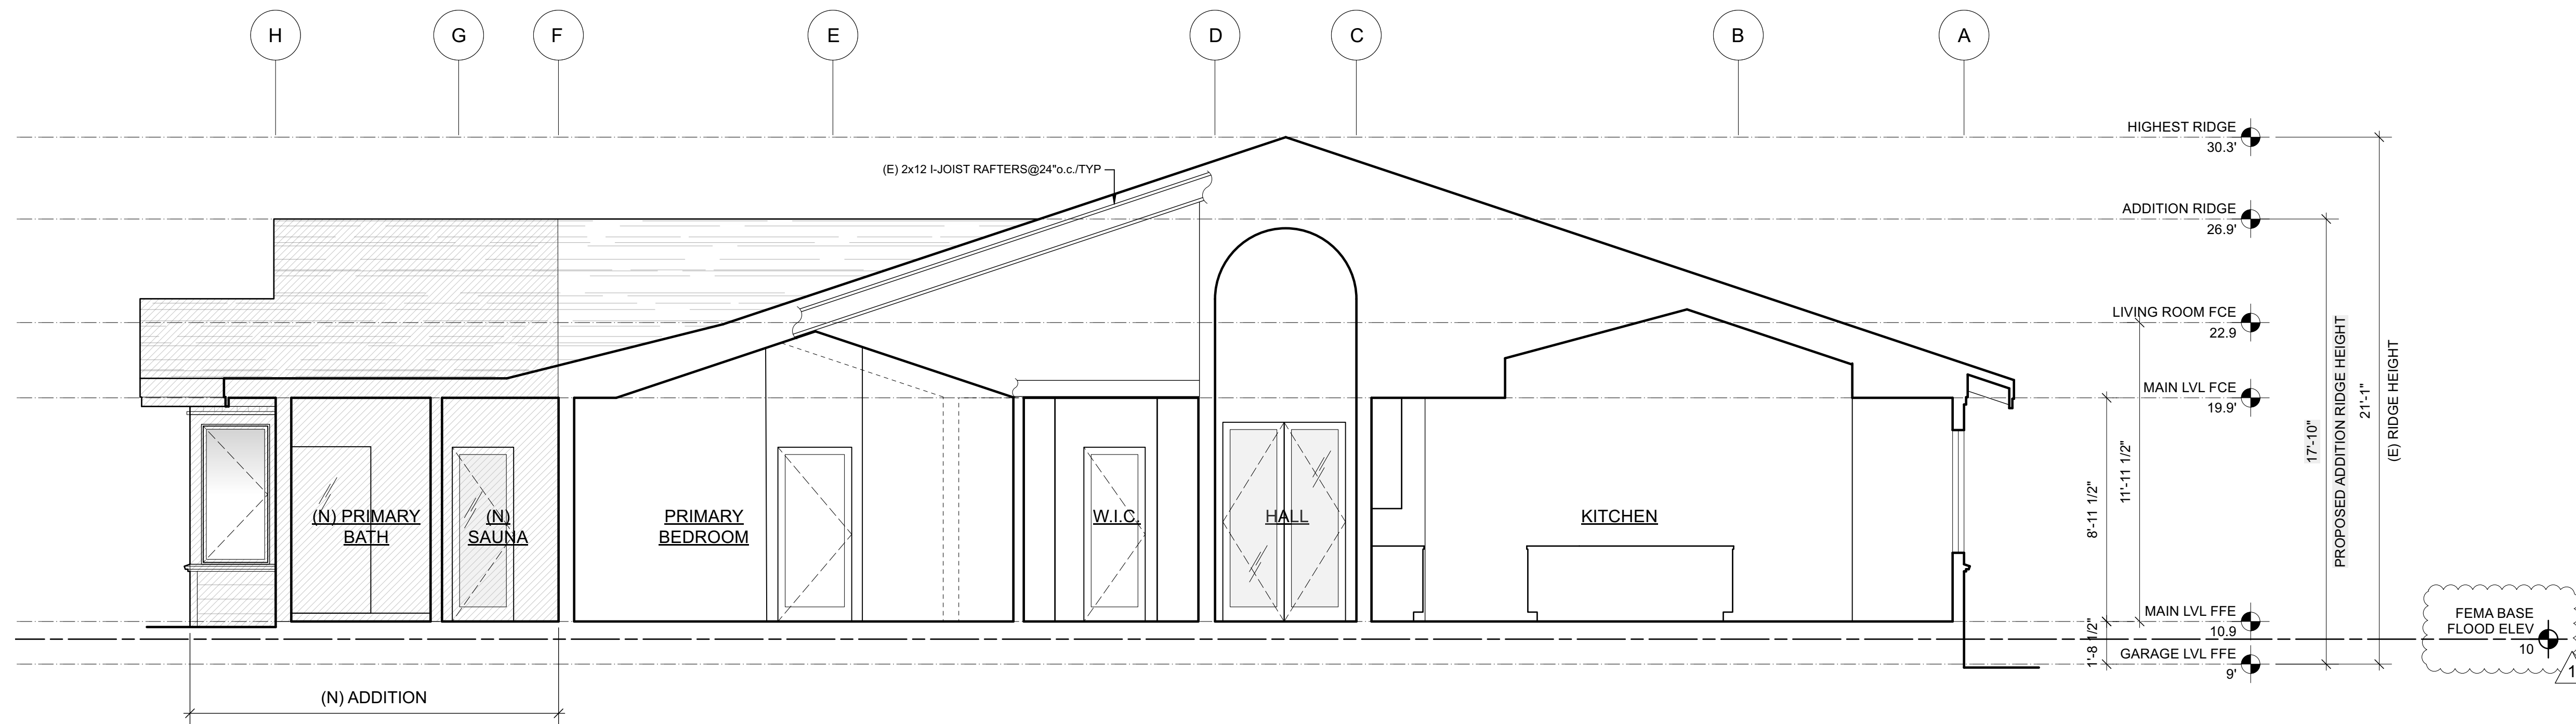 H
G
F
E
D
C
B
A
HIGHEST RIDGE
30.3'
(E) 2x12 I-JOIST RAFTERS@24"o.c./TYP
ADDITION RIDGE
26.9'
LIVING ROOM FCE
22.9
MAIN LVL FCE
19.9'
8'-11 1/2"
11'-11 1/2"
17'-10"
PROPOSED ADDITION RIDGE HEIGHT
21'-1"
(E) RIDGE HEIGHT
(N) PRIMARY
BATH
(N)
SAUNA
PRIMARY
BEDROOM
W.I.C.
HALL
KITCHEN
MAIN LVL FFE
10.9
1'-8 1/2"
GARAGE LVL FFE
9'
FEMA BASE
FLOOD ELEV
10
1
(N) ADDITION